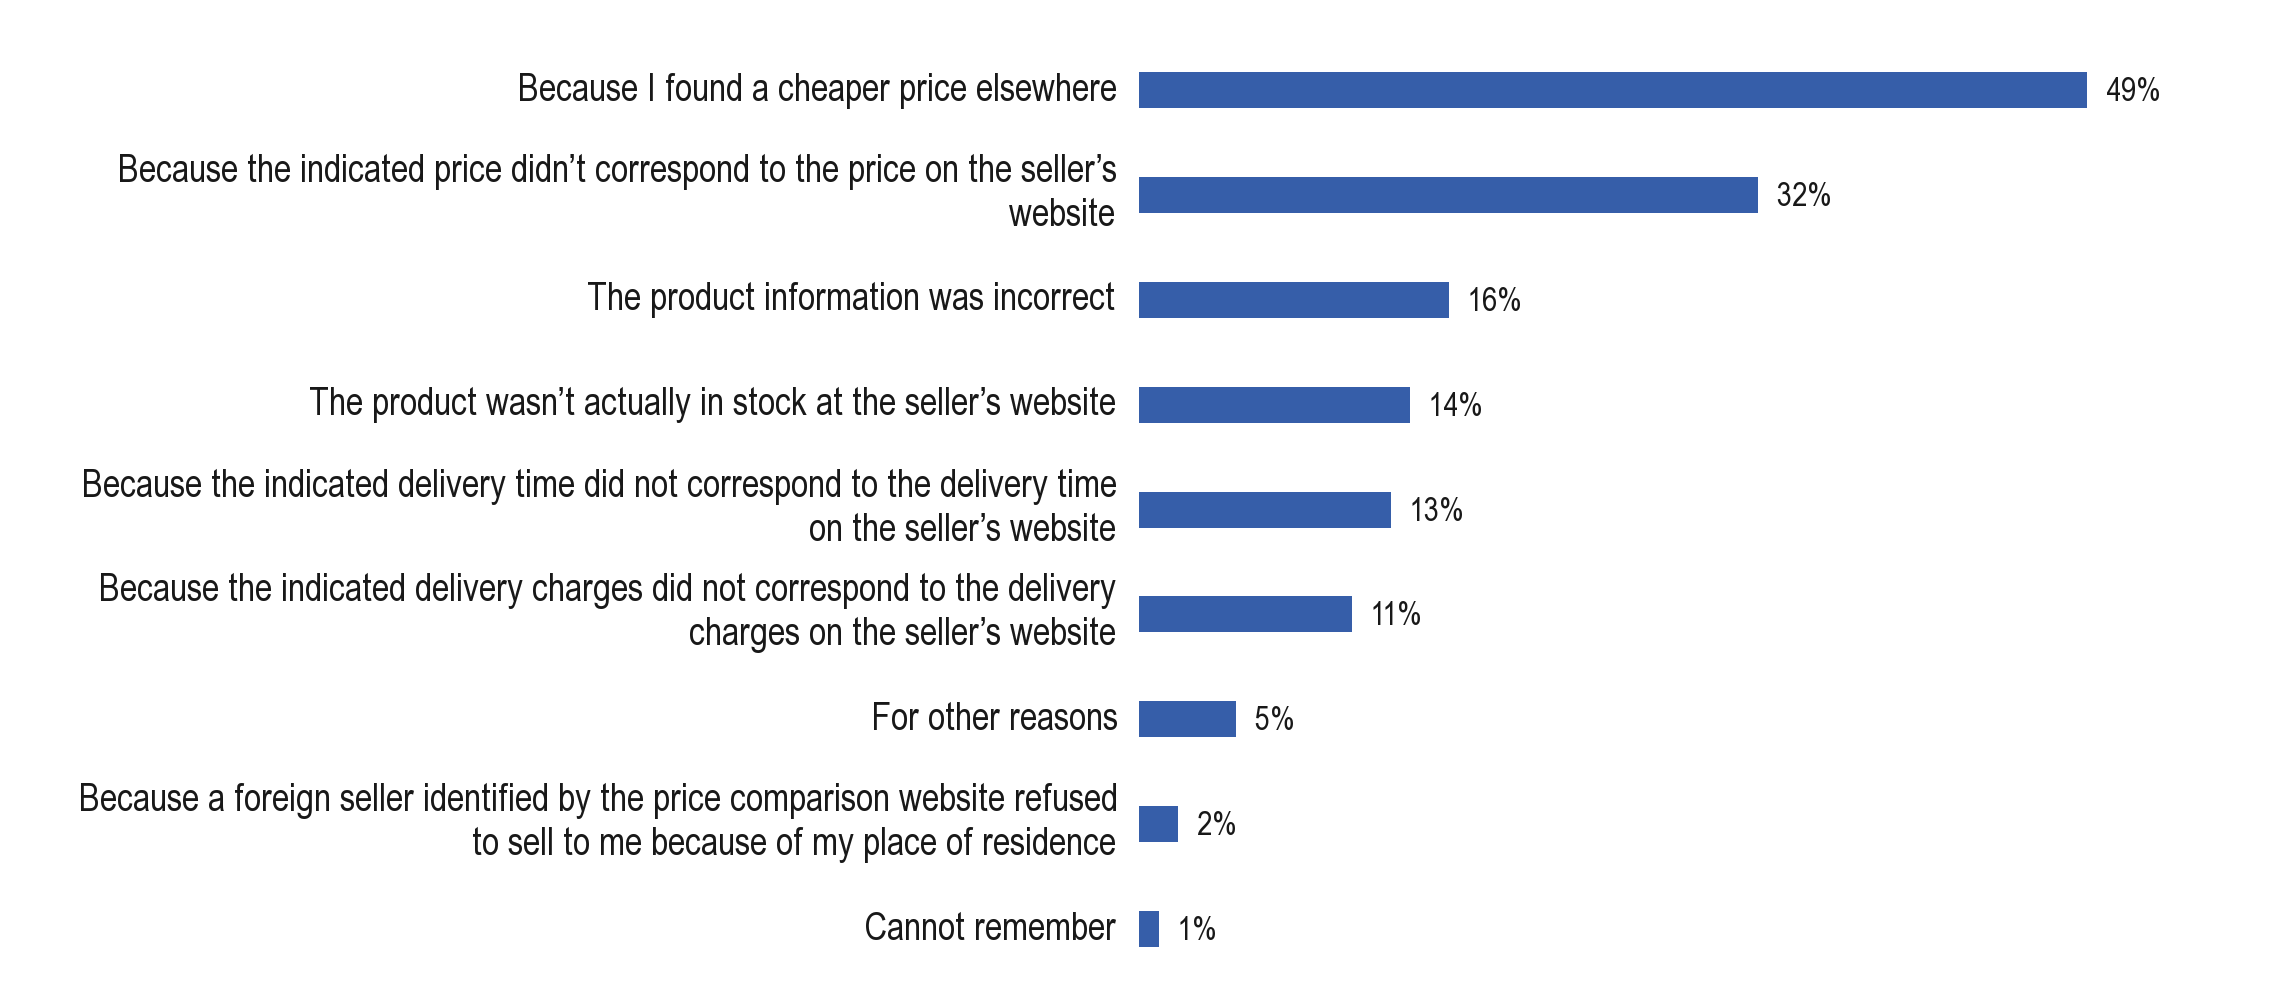 Because I found a cheaper price elsewhere
49%
Because the indicated price didn’t correspond to the price on the seller’s
website
32%
The product information was incorrect
16%
The product wasn’t actually in stock at the seller’s website
14%
Because the indicated delivery time did not correspond to the delivery time
on the seller’s website
13%
Because the indicated delivery charges did not correspond to the delivery
charges on the seller’s website
11%
For other reasons
5%
Because a foreign seller identified by the price comparison website refused
to sell to me because of my place of residence
2%
Cannot remember
1%